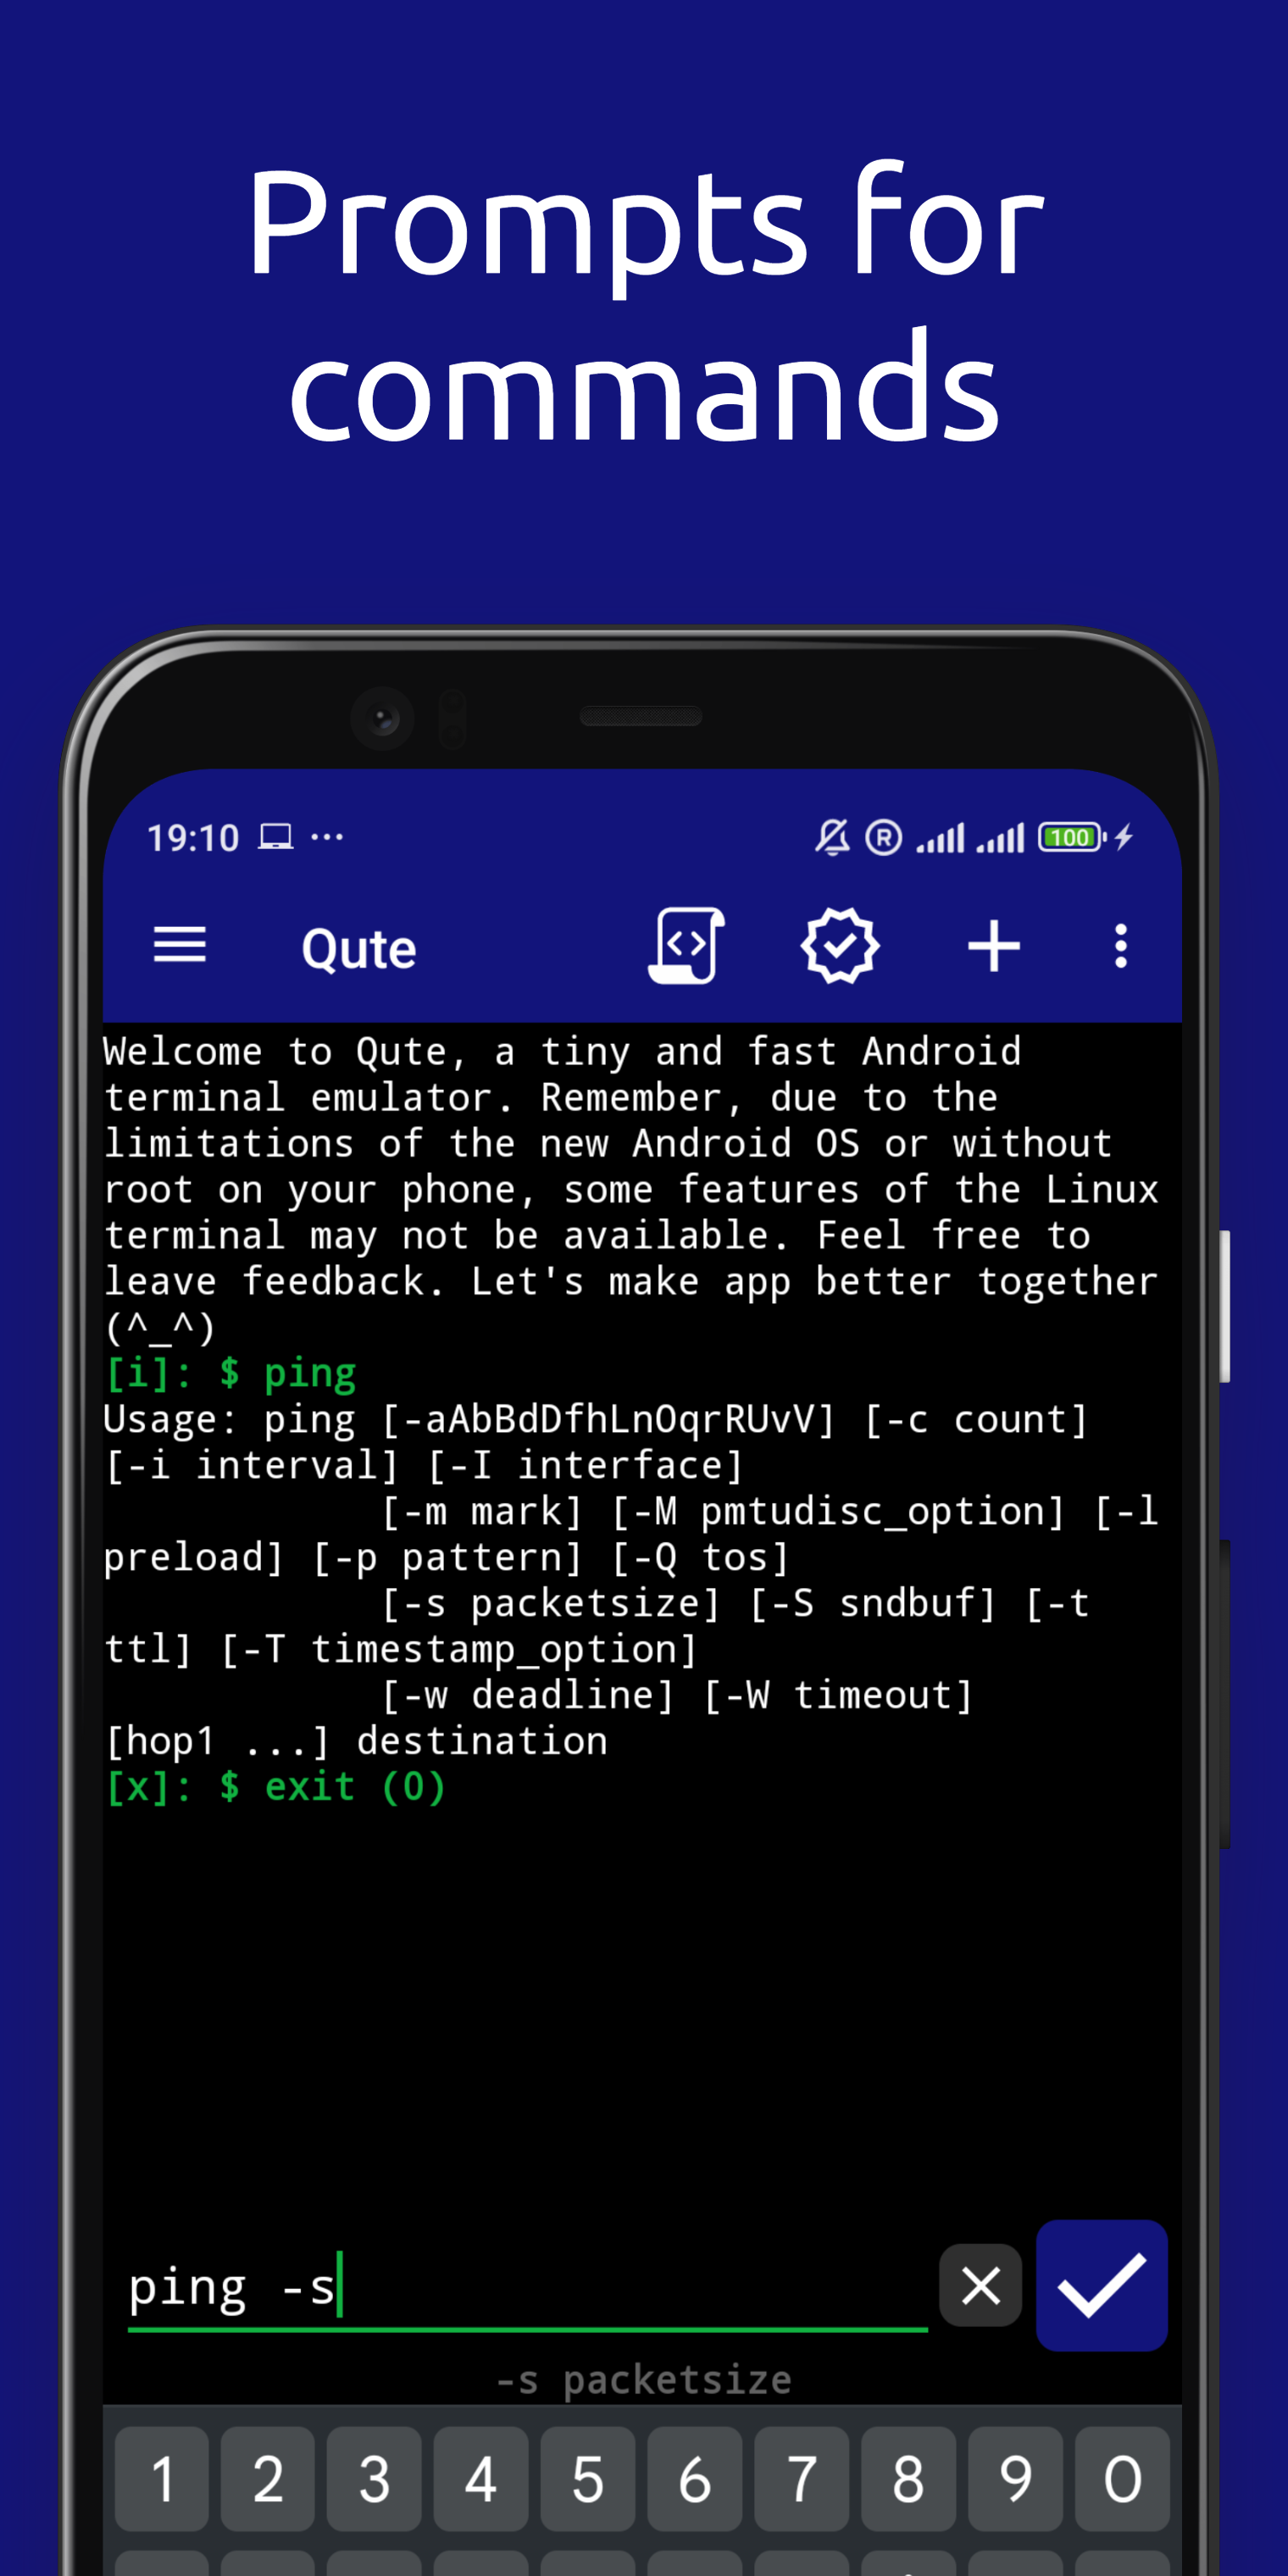 Prompts for
commands
19:10 ...
R 100
Qute
Welcome to Qute, a tiny and fast Android
terminal emulator. Remember, due to the
limitations of the new Android OS or without
root on your phone, some features of the Linux
terminal may not be available. Feel free to
leave feedback. Let's make app better together
(^_^)
[i]: $ ping
Usage: ping [-aAbBdDfhLnOqrRUvV] [-c count]
[-i interval] [-I interface]
            [-m mark] [-M pmtudisc_option] [-l
preload] [-p pattern] [-Q tos]
            [-s packetsize] [-S sndbuf] [-t
ttl] [-T timestamp_option]
            [-w deadline] [-W timeout]
[hop1 ...] destination
[x]: $ exit (0)
ping -s
-s packetsize
1 2 3 4 5 6 7 8 9 0